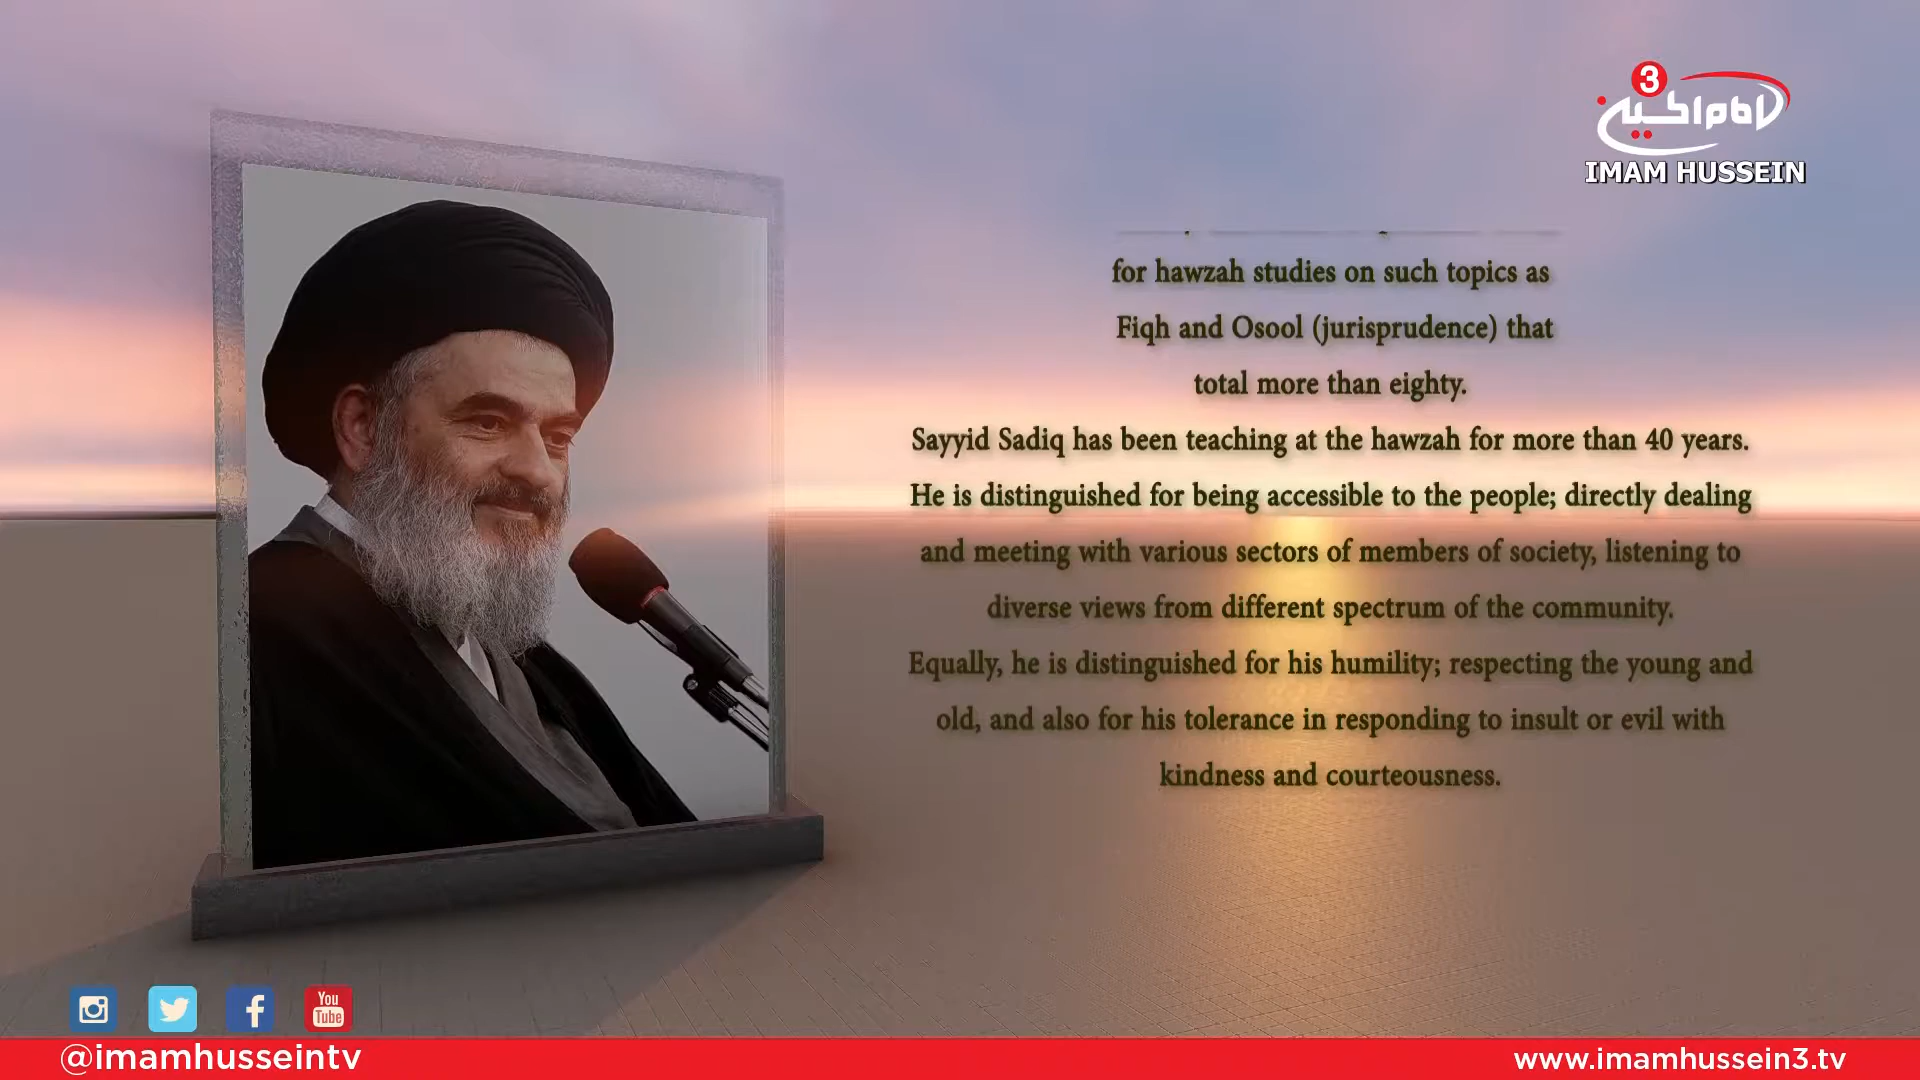 3
IMAM HUSSEIN
for hawzah studies on such topics as
Fiqh and Osool (jurisprudence) that
total more than eighty.
Sayyid Sadiq has been teaching at the hawzah for more than 40 years.
He is distinguished for being accessible to the people; directly dealing
and meeting with various sectors of members of society, listening to
diverse views from different spectrum of the community.
Equally, he is distinguished for his humility; respecting the young and
old, and also for his tolerance in responding to insult or evil with
kindness and courteousness.
You
Tube
@imamhusseintv
www.imamhussein3.tv